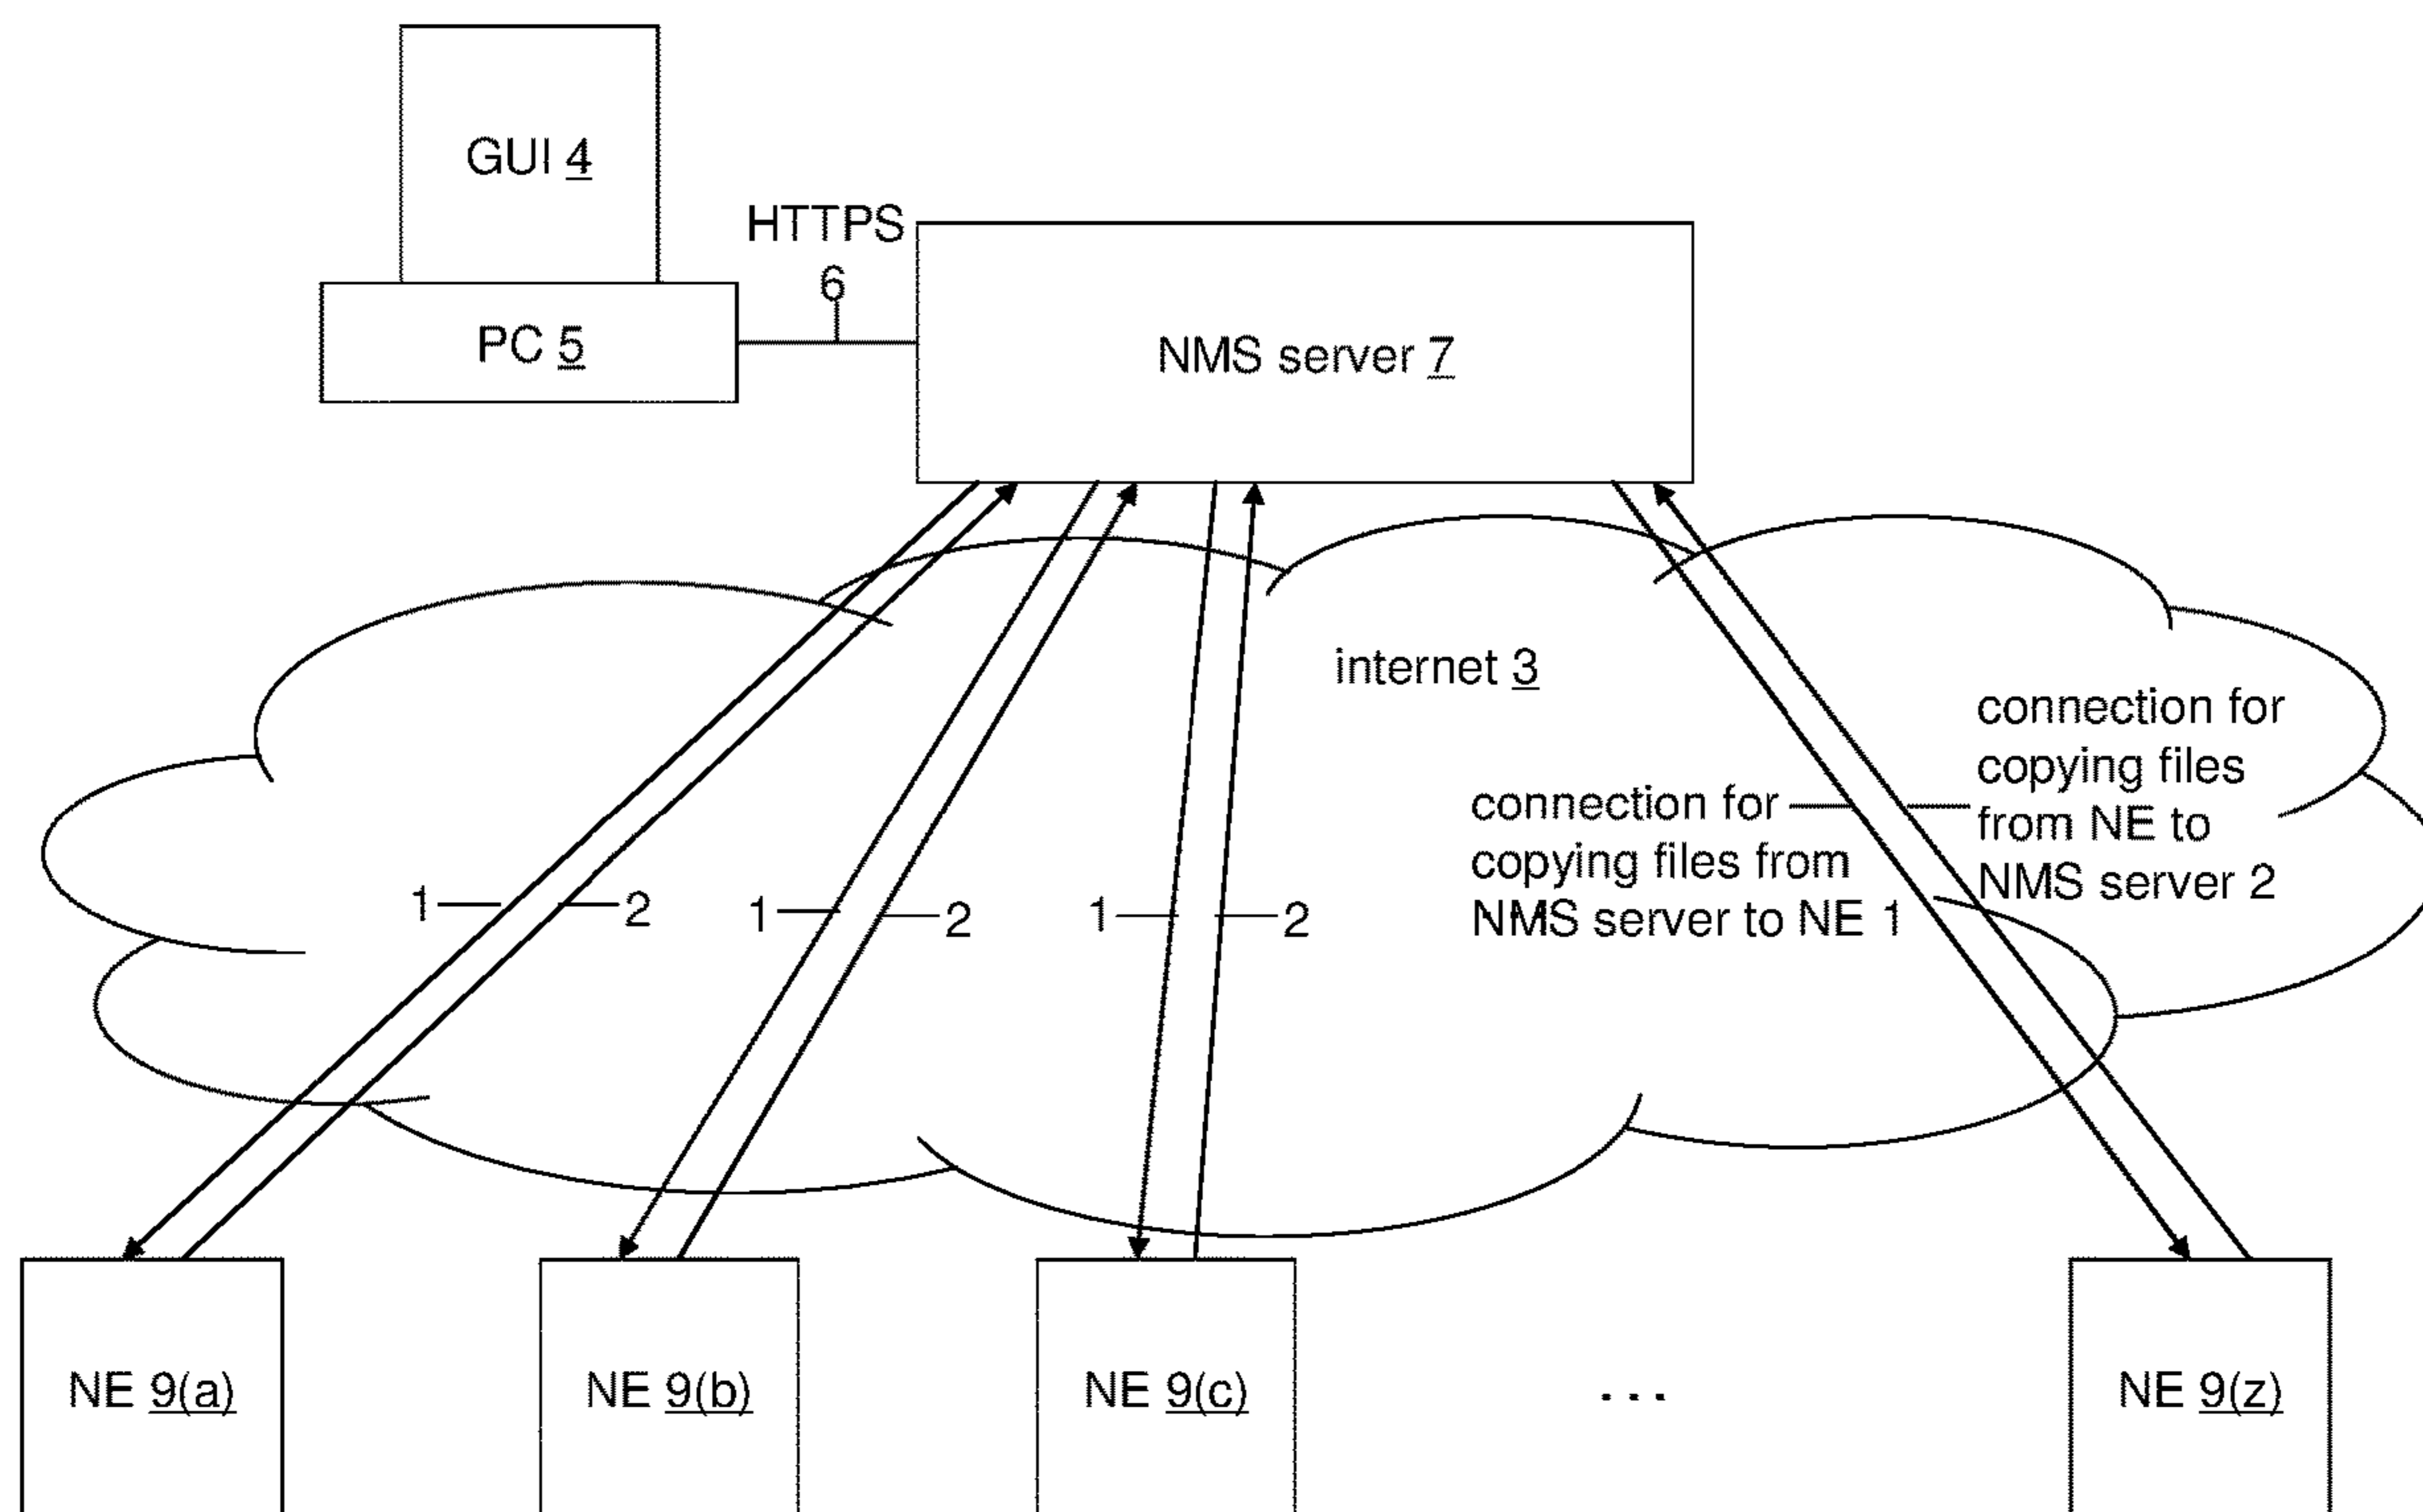 GUI 4
HTTPS
6
PC 5
NMS server 7
internet 3
connection for
copying files
from NE to
NMS server 2
connection for
copying files from
NMS server to NE 1
1
2
1
2
1
2
NE 9(a)
NE 9(b)
NE 9(c)
...
NE 9(z)